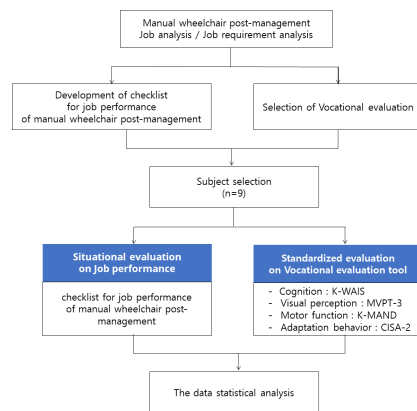 Manual wheelchair post-management
Job analysis / Job requirement analysis
Development of checklist
for job performance
of manual wheelchair post-management
Selection of Vocational evaluation
Subject selection
(n=9)
Situational evaluation
on Job performance
checklist for job performance
of manual wheelchair post-
management
Standardized evaluation
on Vocational evaluation tool
- Cognition : K-WAIS
- Visual perception : MVPT-3
- Motor function : K-MAND
- Adaptation behavior : CISA-2
The data statistical analysis